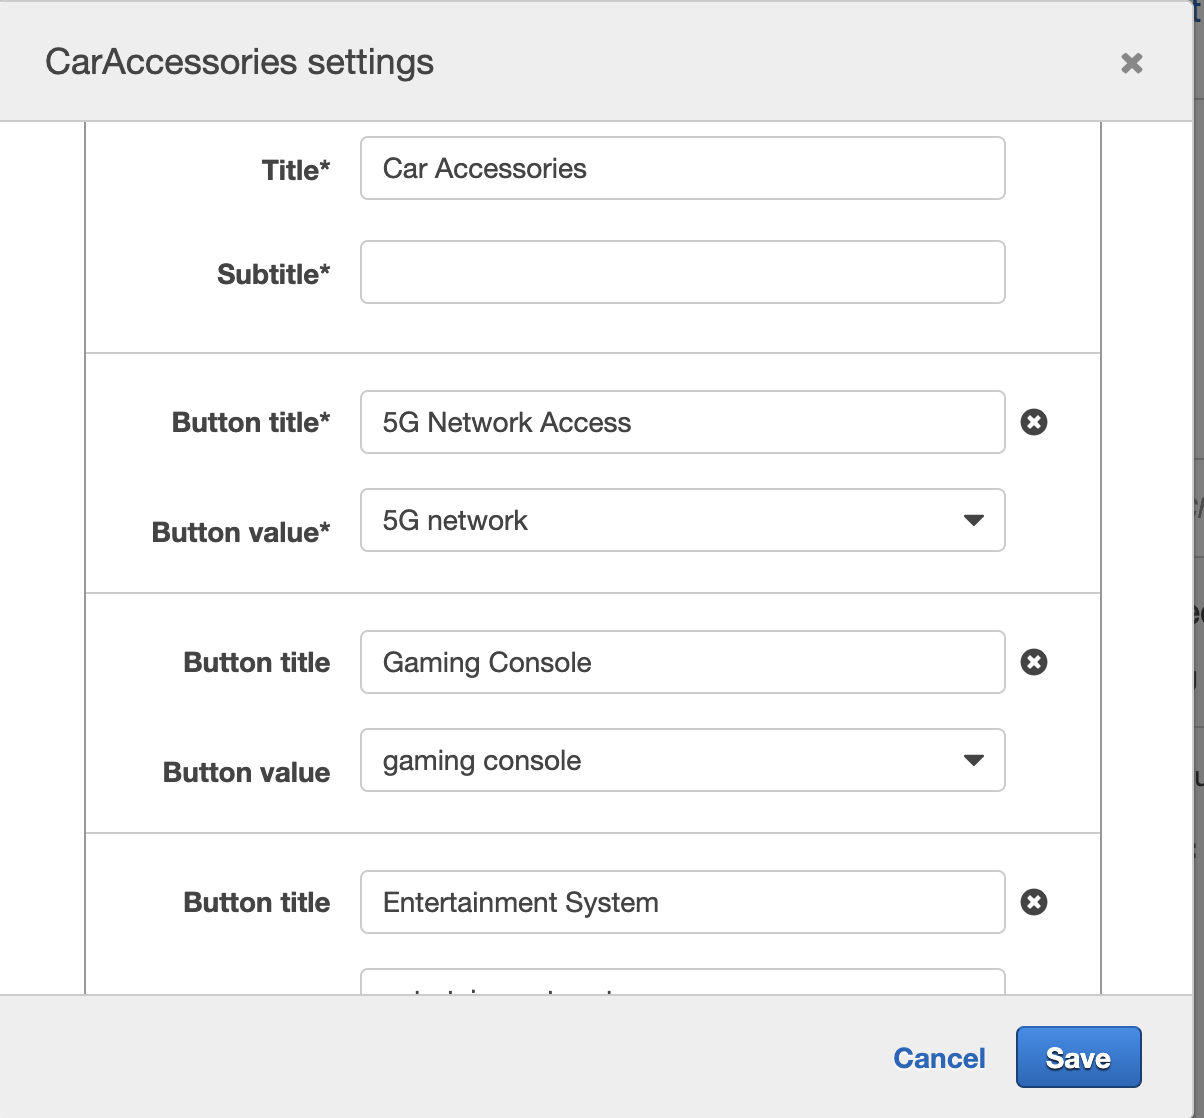 CarAccessories settings
Title* Car Accessories
Subtitle*
Button title* 5G Network Access
Button value* 5G network
Button title Gaming Console
Button value gaming console
Button title Entertainment System
Cancel Save